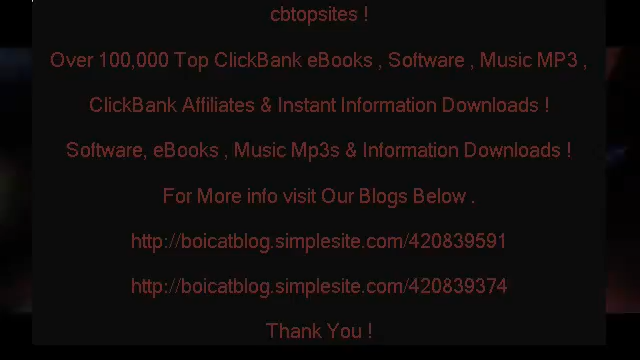 cbtopsites !
Over 100,000 Top ClickBank eBooks , Software , Music MP3 ,
ClickBank Affiliates & Instant Information Downloads !
Software, eBooks , Music Mp3s & Information Downloads !
For More info visit Our Blogs Below .
http://boicatblog.simplesite.com/420839591
http://boicatblog.simplesite.com/420839374
Thank You !